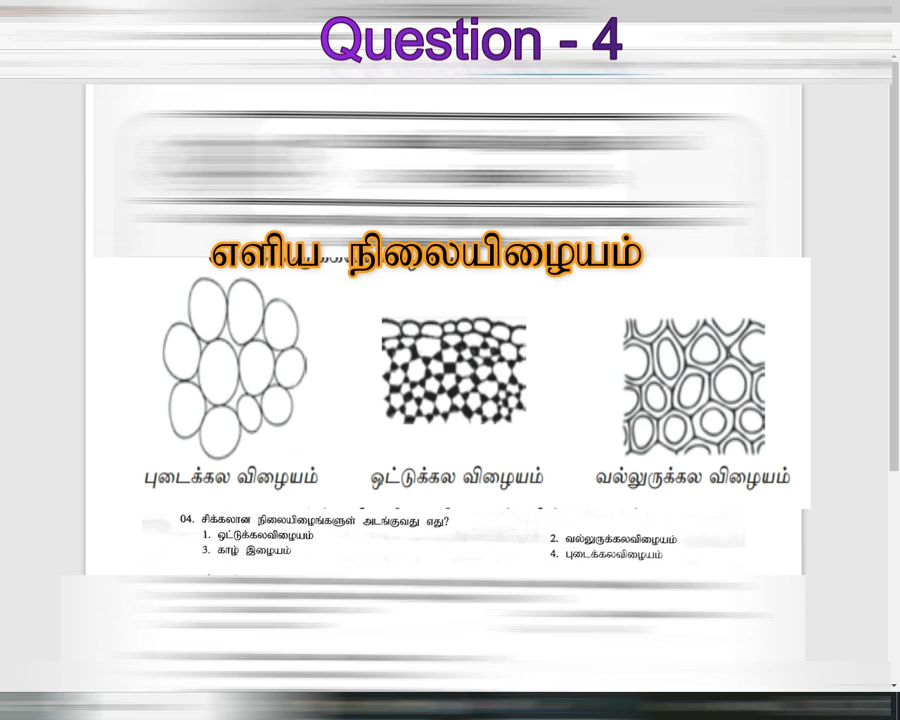 Question - 4
எளிய நிலையிழையம்
புடைக்கல விழையம்
ஒட்டுக்கல விழையம்
வல்லுருக்கல விழையம்
04. சிக்கலான நிலையிழைங்களுள் அடங்குவது எது?
1. ஒட்டுக்கலவிழையம்
2. வல்லுருக்கலவிழையம்
3. காழ் இழையம்
4. புடைக்கலவிழையம்